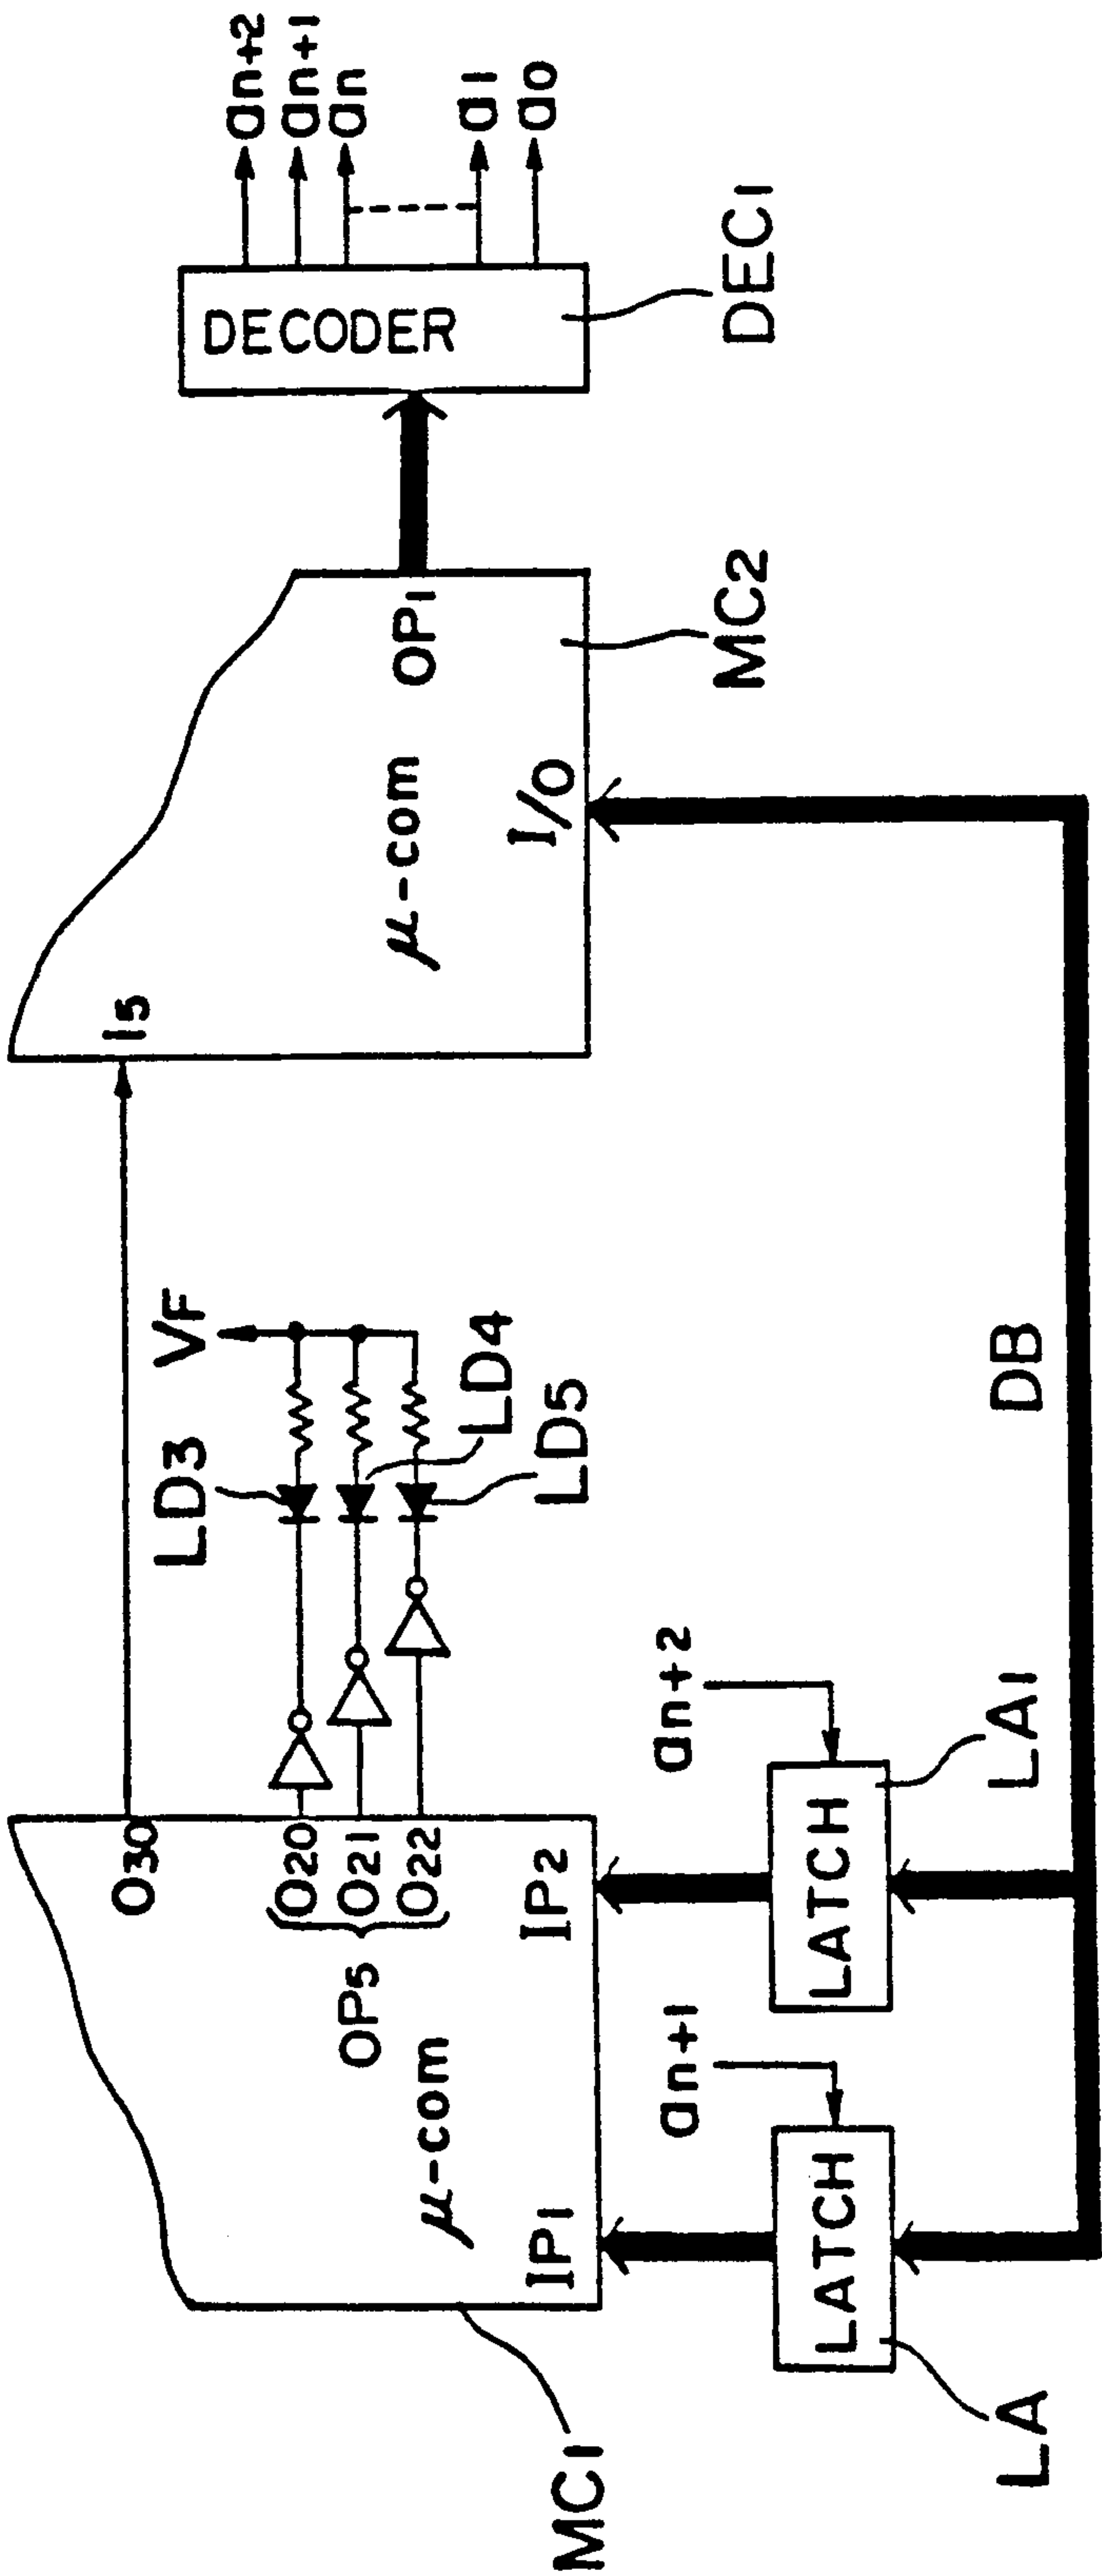 an+2
an+1
an
a1
a0
DECODER
DEC1
OP1
MC2
μ-com
I/O
I5
VF
LD3
LD4
LD5
DB
O30
O20
O21
O22
OP5
μ-com
IP2
IP1
an+2
LATCH
LA1
an+1
LATCH
LA
MC1